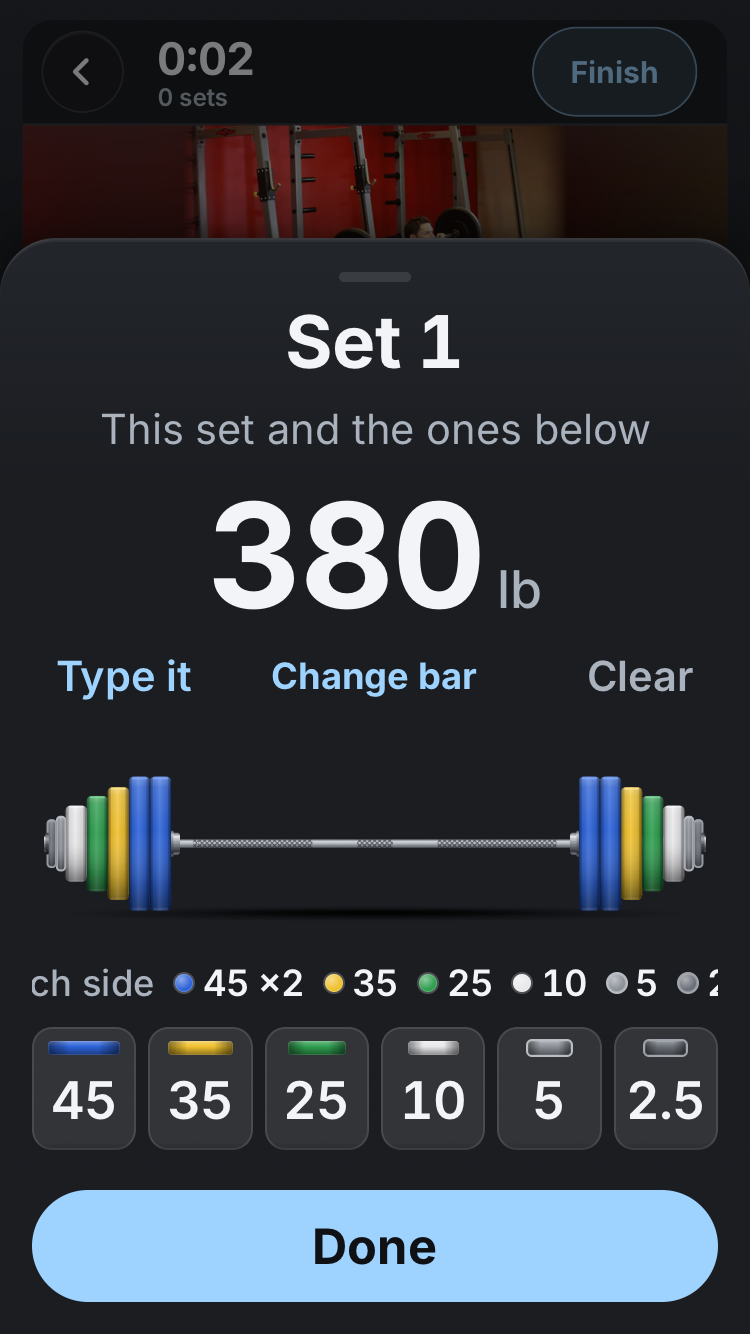 0:02
0 sets
Finish
Set 1
This set and the ones below
380 lb
Type it
Change bar
Clear
ch side 45 ×2 35 25 10 5
45 35 25 10 5 2.5
Done